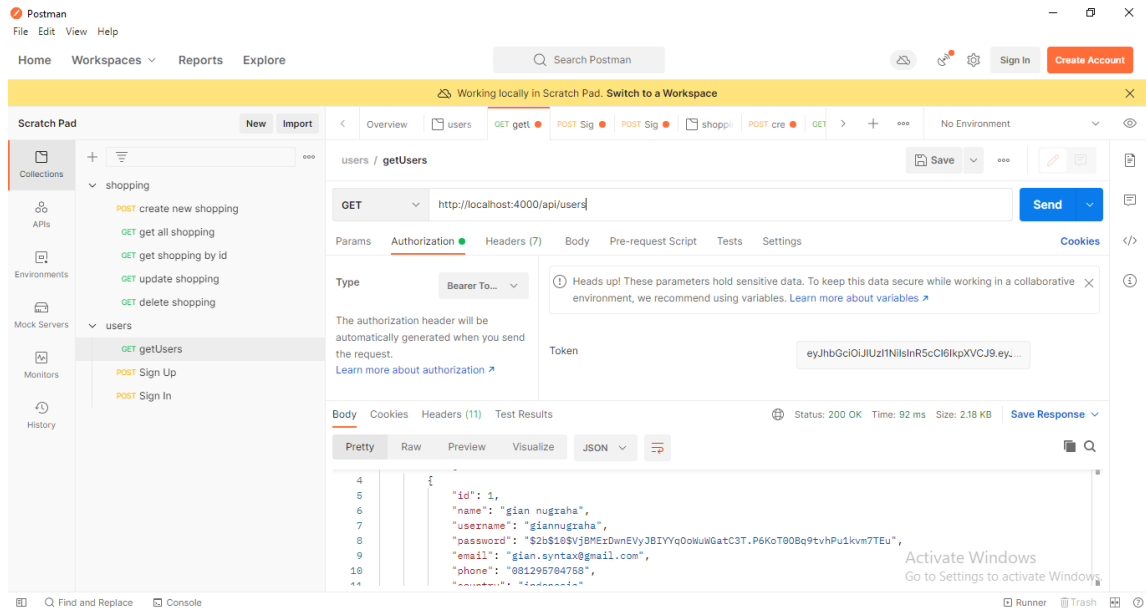 Postman
File Edit View Help
Home Workspaces Reports Explore Search Postman Sign In Create Account
Working locally in Scratch Pad. Switch to a Workspace
Scratch Pad New Import Overview users GET getl POST Sig POST Sig shoppi POST cre GET No Environment
Collections
APIs
Environments
Mock Servers
Monitors
History
shopping
POST create new shopping
GET get all shopping
GET get shopping by id
GET update shopping
GET delete shopping
users
GET getUsers
POST Sign Up
POST Sign In
users / getUsers Save
GET http://localhost:4000/api/users Send
Params Authorization Headers (7) Body Pre-request Script Tests Settings Cookies
Type Bearer To...
The authorization header will be
automatically generated when you send
the request.
Learn more about authorization ↗
Heads up! These parameters hold sensitive data. To keep this data secure while working in a collaborative
environment, we recommend using variables. Learn more about variables ↗
Token
Body Cookies Headers (11) Test Results Status: 200 OK Time: 92 ms Size: 2.18 KB Save Response
Pretty Raw Preview Visualize JSON
4 {
5 "id": 1,
6 "name": "gian nugraha",
7 "username": "giannugraha",
8 "password":
9 "email": "gian.syntax@gmail.com",
10 "phone": "081295704758",
11 "country": "indonesia"
Activate Windows
Go to Settings to activate Windows.
Find and Replace Console Runner Trash